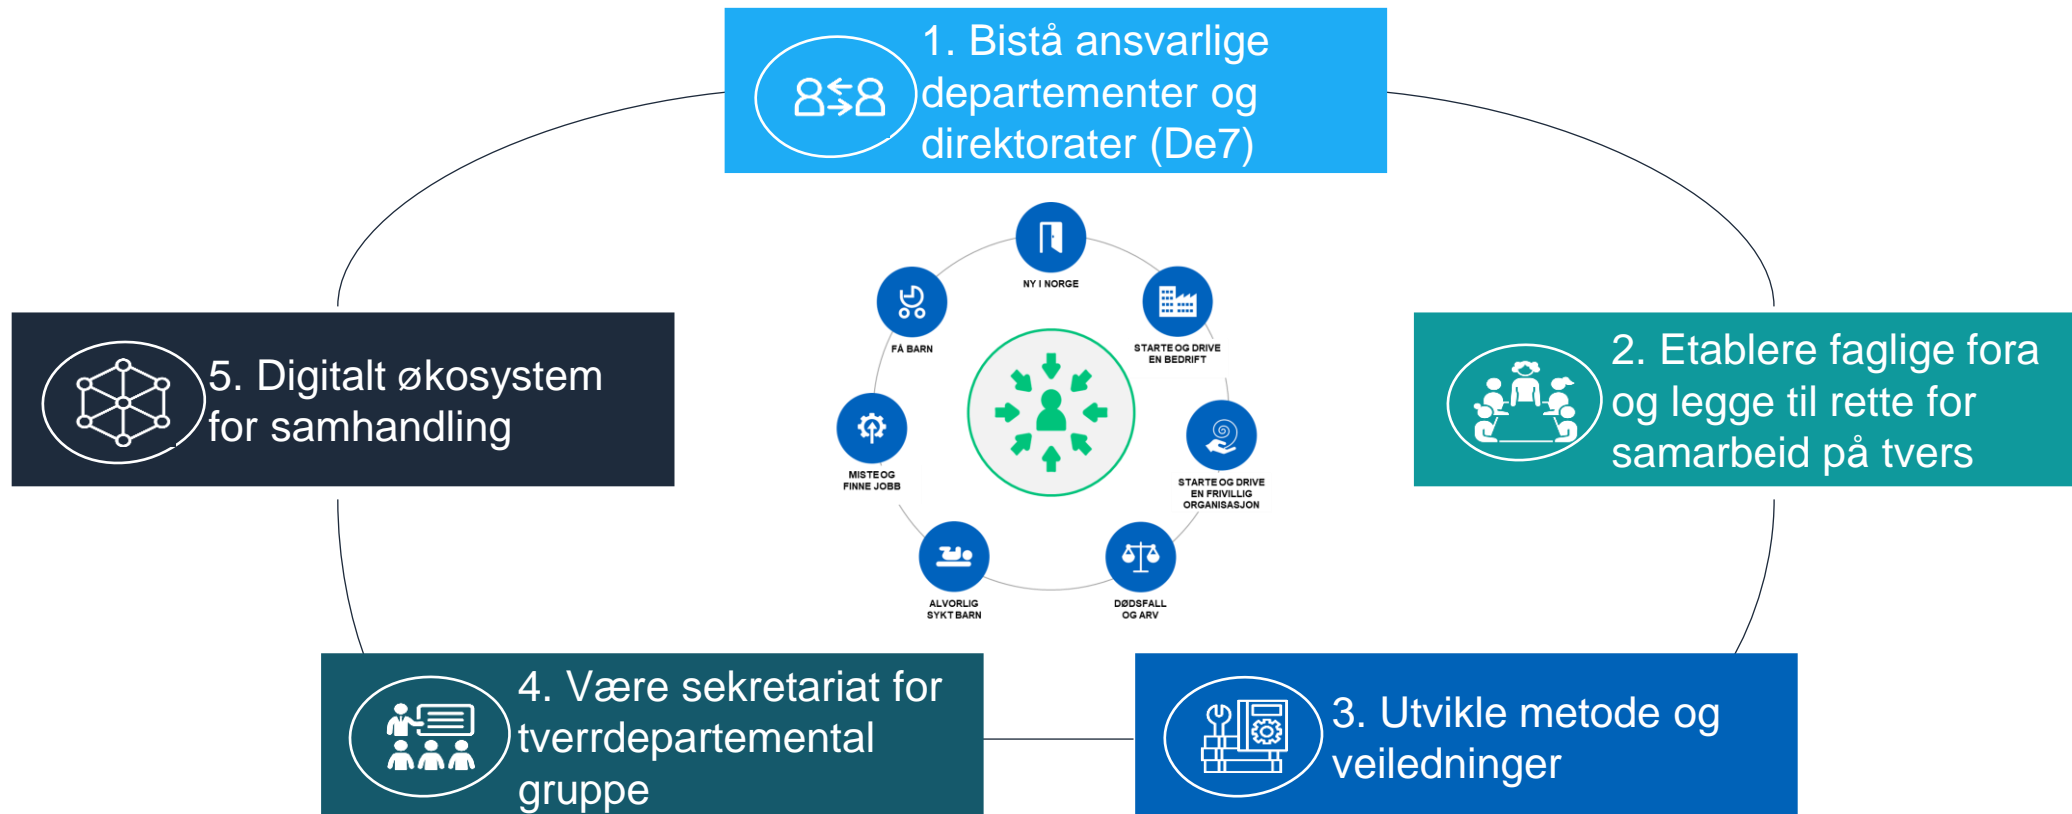 1. Bistå ansvarlige
departementer og
direktorater (De7)
2. Etablere faglige fora
og legge til rette for
samarbeid på tvers
3. Utvikle metode og
veiledninger
4. Være sekretariat for
tverrdepartemental
gruppe
5. Digitalt økosystem
for samhandling
NY I NORGE
STARTE OG DRIVE
EN BEDRIFT
STARTE OG DRIVE
EN FRIVILLIG
ORGANISASJON
DØDSFALL
OG ARV
ALVORLIG
SYKT BARN
MISTE OG
FINNE JOBB
FÅ BARN